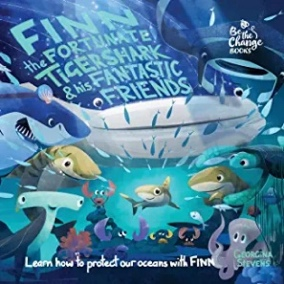 FINN
the FORTUNATE
TIGER SHARK
& his FANTASTIC
FRIENDS
Be
the
Change
BOOKS
Learn how to protect our oceans with FINN
GEORGINA
STEVENS